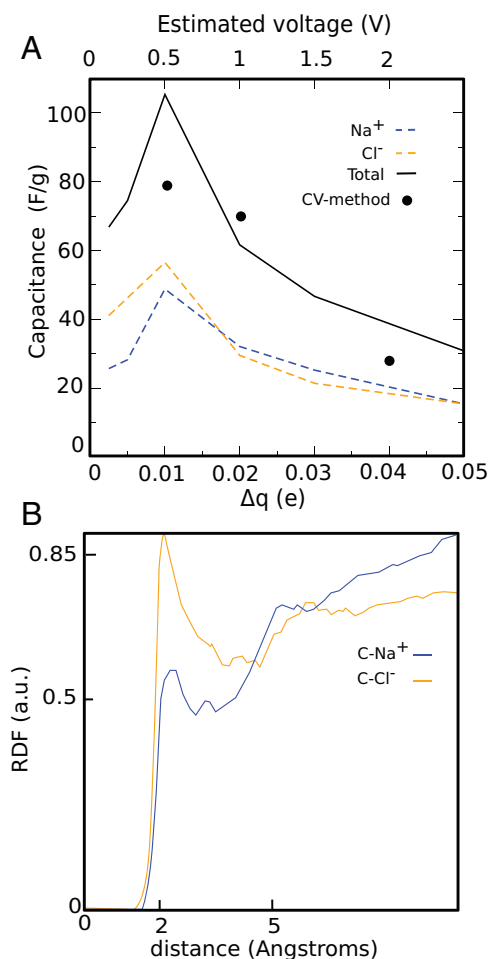 A
Estimated voltage (V)
0 0.5 1 1.5 2
Capacitance (F/g)
100
80
60
40
20
0
Na+
Cl-
Total
CV-method
0 0.01 0.02 0.03 0.04 0.05
Δq (e)
B
RDF (a.u.)
0.85
0.5
0
C-Na+
C-Cl-
0 2 5
distance (Angstroms)